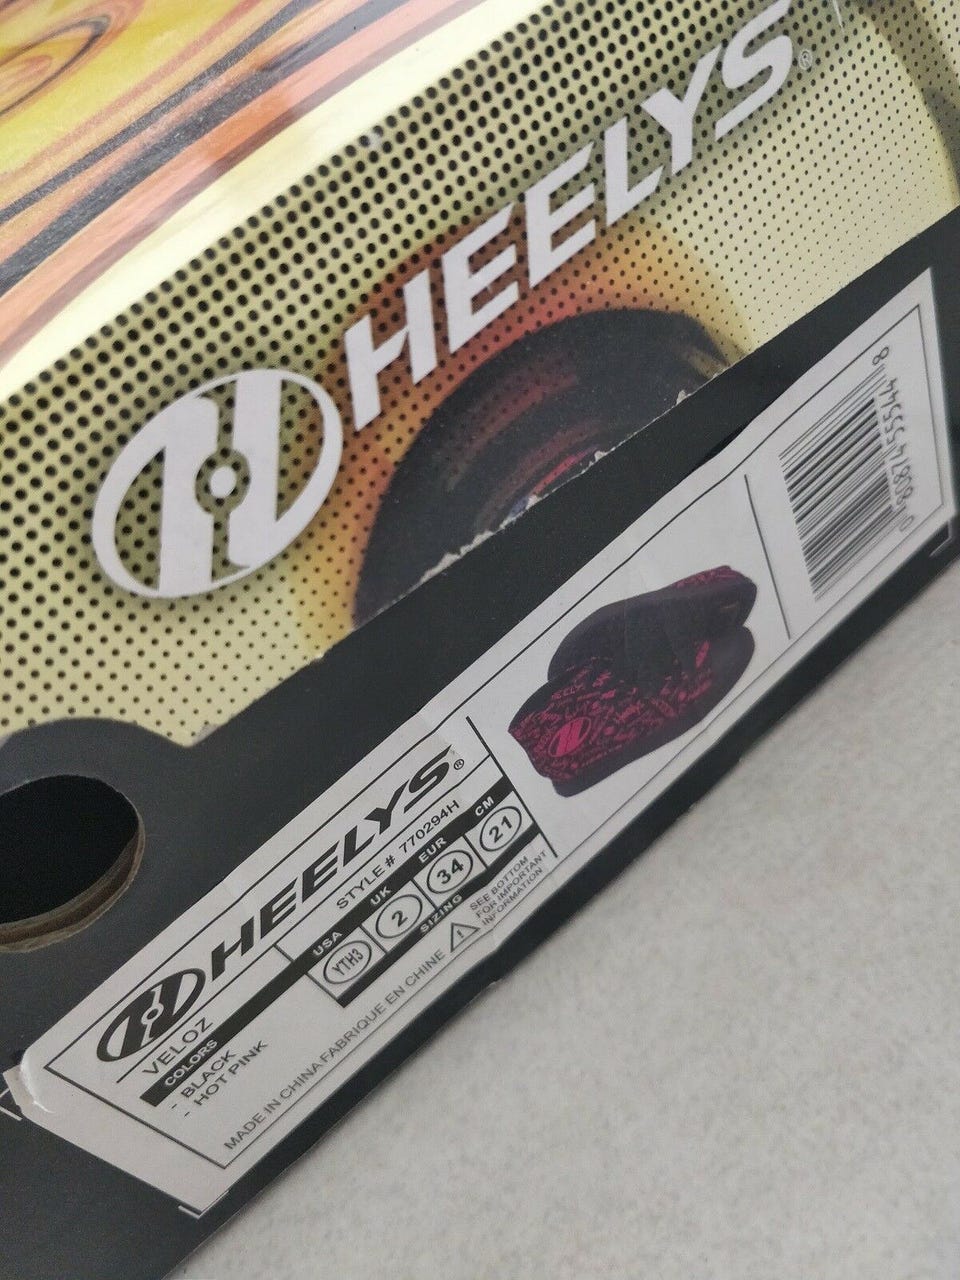 HEELYS®
HEELYS®
STYLE # 770294H
VELOZ
COLORS
- BLACK
- HOT PINK
USA UK EUR CM
YTH3 2 34 21
SIZING
SEE BOTTOM
FOR IMPORTANT
INFORMATION
MADE IN CHINA FABRIQUE EN CHINE
HEELYS